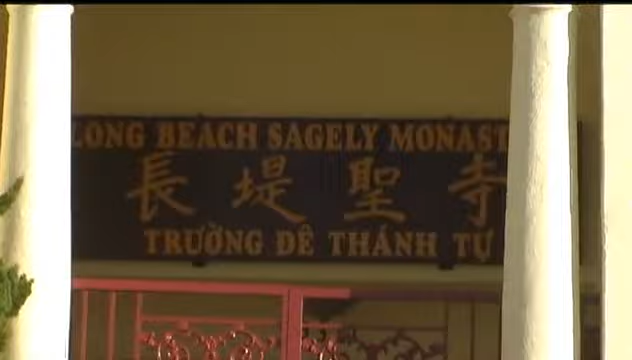 LONG BEACH SAGELY MONAST
長堤聖寺
TRƯỜNG ĐÊ THÁNH TỰ